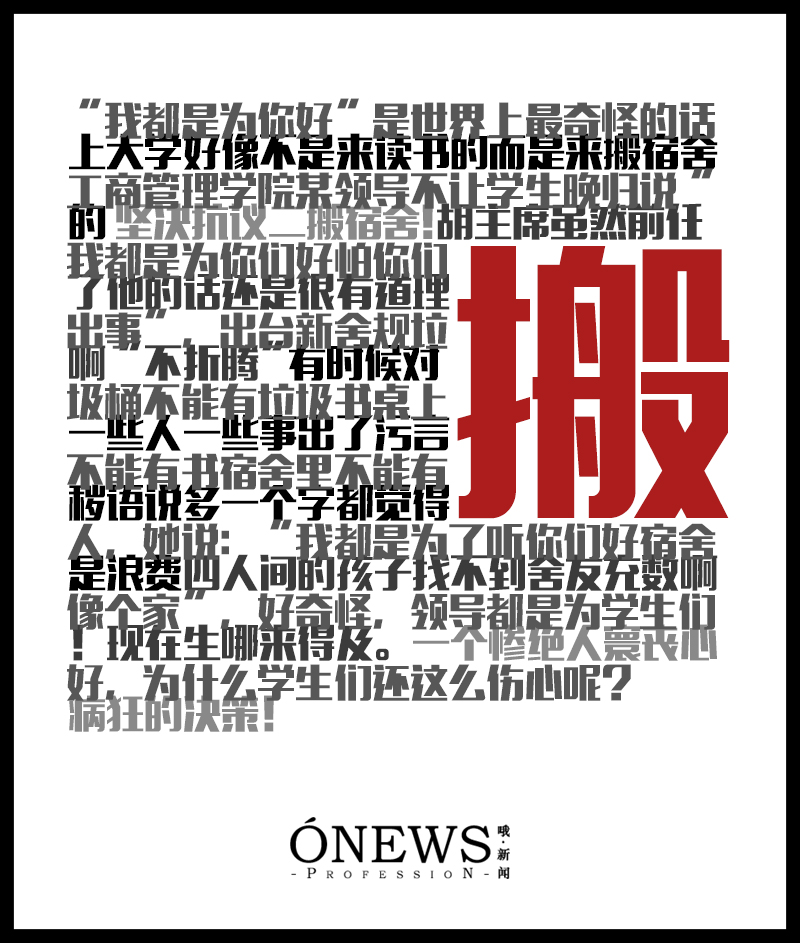 “我都是为你好”是世界上最奇怪的话
上大学好像不是来读书的而是来搬宿舍
工商管理学院某领导不让学生晚归说“
的 坚决抗议二搬宿舍！胡主席虽然前任
我都是为你们好怕你们
了他的话还是很有道理
出事”，出台新舍规垃
啊“不折腾”有时候对
圾桶不能有垃圾书桌上
一些人一些事出了污言
不能有书宿舍里不能有
秽语说多一个字都觉得
搬
人，她说：“我都是为了听你们好宿舍
是浪费四人间的孩子找不到舍友充数啊
像个家”，好奇怪，领导都是为学生们
！现在生哪来得及。一个惨绝人寰丧心
好，为什么学生们还这么伤心呢？
病狂的决策！
ÓNEWS 哦·新闻
-PROFESSION-